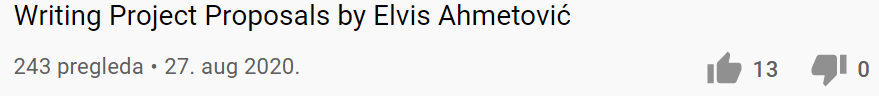 Writing Project Proposals by Elvis Ahmetović
243 pregleda • 27. aug 2020. 13 0